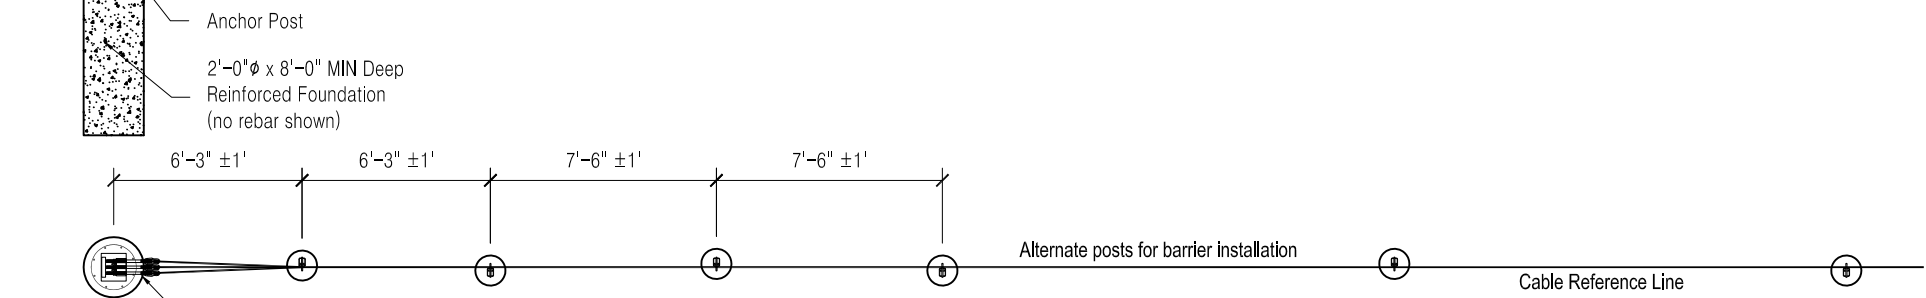 Anchor Post
2'-0"ø x 8'-0" MIN Deep
Reinforced Foundation
(no rebar shown)
6'-3" ±1'
6'-3" ±1'
7'-6" ±1'
7'-6" ±1'
Alternate posts for barrier installation
Cable Reference Line